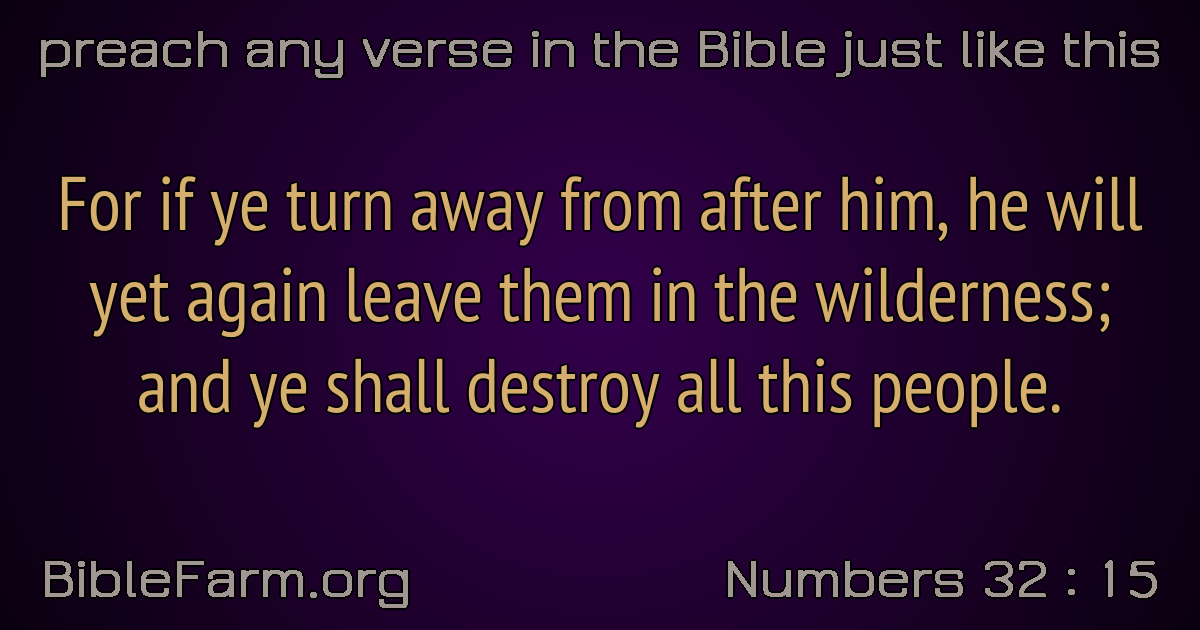 preach any verse in the Bible just like this
For if ye turn away from after him, he will
yet again leave them in the wilderness;
and ye shall destroy all this people.
BibleFarm.org
Numbers 32 : 15